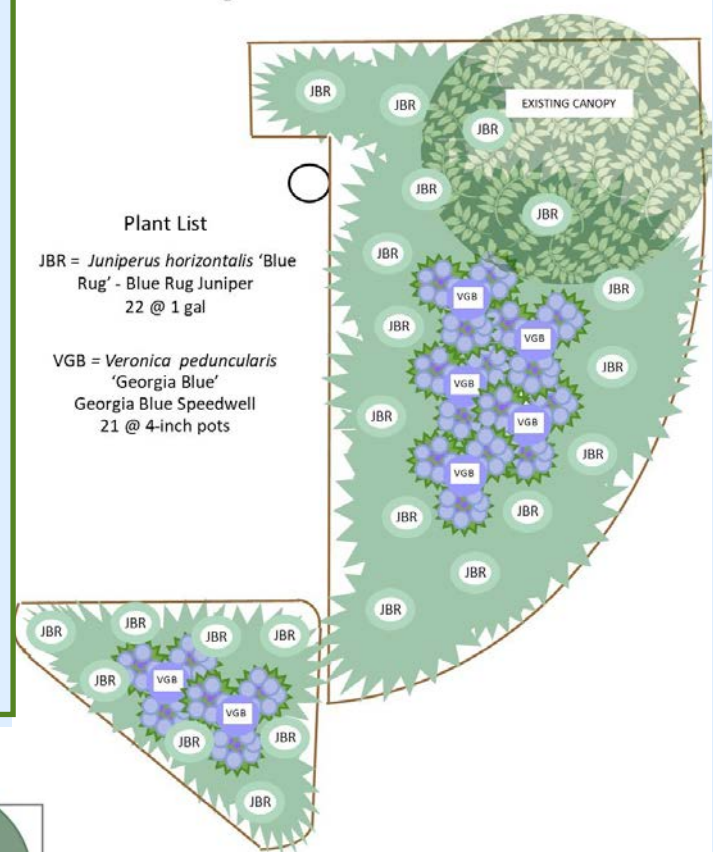 JBR
JBR
EXISTING CANOPY
JBR
JBR
JBR
Plant List
JBR = Juniperus horizontalis ‘Blue
Rug’ - Blue Rug Juniper
22 @ 1 gal
VGB = Veronica peduncularis
‘Georgia Blue’
Georgia Blue Speedwell
21 @ 4-inch pots
JBR
JBR
VGB
JBR
VGB
JBR
VGB
JBR
VGB
JBR
VGB
JBR
JBR
JBR
JBR
JBR
JBR
JBR
JBR
JBR
VGB
VGB
JBR
JBR
JBR